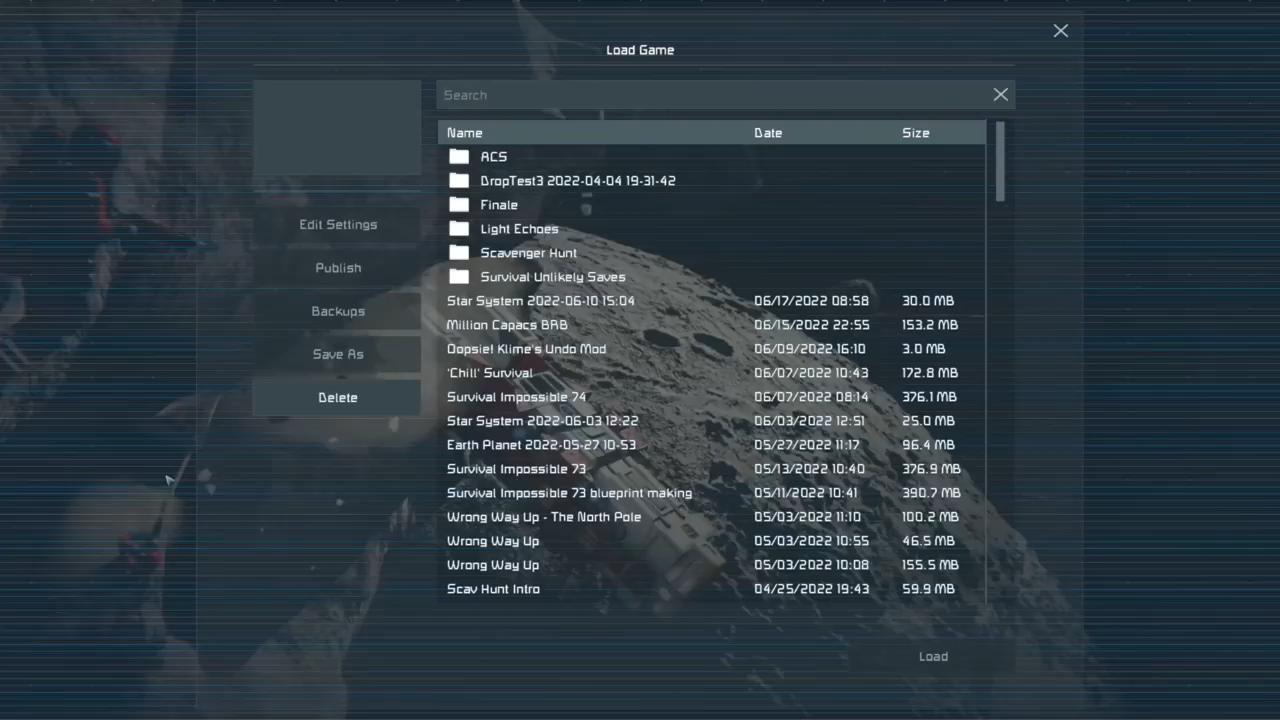 Load Game
Search
Name Date Size
ACS
DropTest3 2022-04-04 19-31-42
Finale
Light Echoes
Scavenger Hunt
Survival Unlikely Saves
Star System 2022-06-10 15:04 06/17/2022 08:58 30.0 MB
Million Capacs BRB 06/15/2022 22:55 153.2 MB
Oopsie! Klime's Undo Mod 06/09/2022 16:10 3.0 MB
'Chill' Survival 06/07/2022 10:43 172.8 MB
Survival Impossible 74 06/07/2022 08:14 376.1 MB
Star System 2022-06-03 12:22 06/03/2022 12:51 25.0 MB
Earth Planet 2022-05-27 10-53 05/27/2022 11:17 96.4 MB
Survival Impossible 73 05/13/2022 10:40 376.9 MB
Survival Impossible 73 blueprint making 05/11/2022 10:41 390.7 MB
Wrong Way Up - The North Pole 05/03/2022 11:10 100.2 MB
Wrong Way Up 05/03/2022 10:55 46.5 MB
Wrong Way Up 05/03/2022 10:08 155.5 MB
Scav Hunt Intro 04/25/2022 19:43 59.9 MB
Edit Settings
Publish
Backups
Save As
Delete
Load